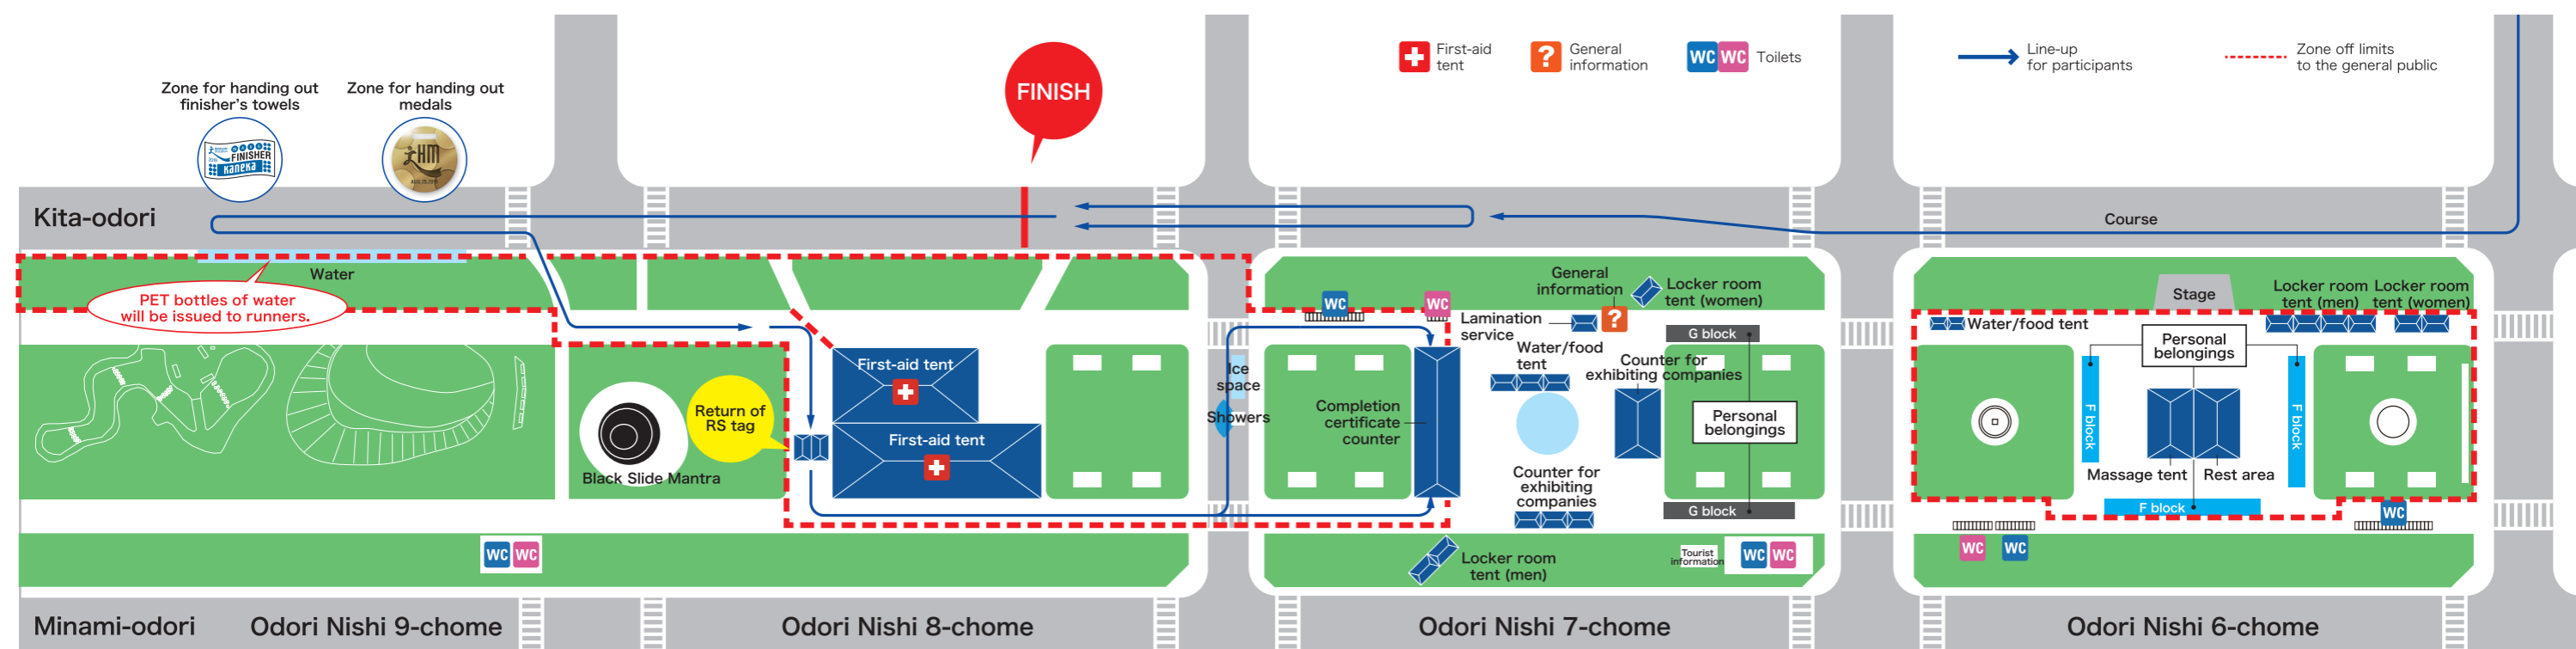 Zone for handing out
finisher's towels
Zone for handing out
medals
FINISHER
Kaneka
HM
FINISH
First-aid
tent
?
General
information
WC WC
Toilets
Line-up
for participants
Zone off limits
to the general public
Kita-odori
Course
Water
PET bottles of water
will be issued to runners.
Black Slide Mantra
Return of
RS tag
First-aid tent
First-aid tent
WC WC
Ice
space
Showers
WC
WC
Completion
certificate
counter
General
information
?
Locker room
tent (women)
Lamination
service
Water/food
tent
Counter for
exhibiting companies
G block
Personal
belongings
G block
Counter for
exhibiting
companies
Locker room
tent (men)
Tourist
information
WC WC
Stage
Locker room
tent (men)
Locker room
tent (women)
Water/food tent
Personal
belongings
F block
F block
Massage tent
Rest area
F block
WC
WC
WC
Minami-odori
Odori Nishi 9-chome
Odori Nishi 8-chome
Odori Nishi 7-chome
Odori Nishi 6-chome